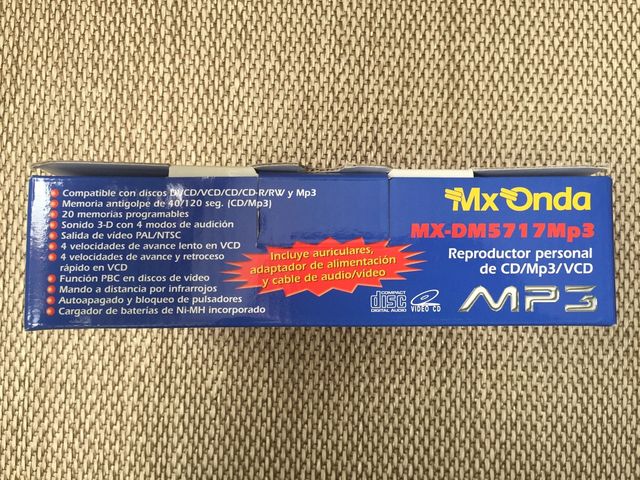 Compatible con discos DVCD/VCD/CD/CD-R/RW y Mp3
Memoria antigolpe de 40/120 seg. (CD/Mp3)
20 memorias programables
Sonido 3-D con 4 modos de audición
Salida de vídeo PAL/NTSC
4 velocidades de avance lento en VCD
4 velocidades de avance y retroceso
rápido en VCD
Función PBC en discos de vídeo
Mando a distancia por infrarrojos
Autoapagado y bloqueo de pulsadores
Cargador de baterías de Ni-MH incorporado
Incluye auriculares,
adaptador de alimentación
y cable de audio/vídeo
COMPACT
disc
DIGITAL AUDIO
VIDEO CD
Mx Onda
MX-DM5717Mp3
Reproductor personal
de CD/Mp3/VCD
MP3